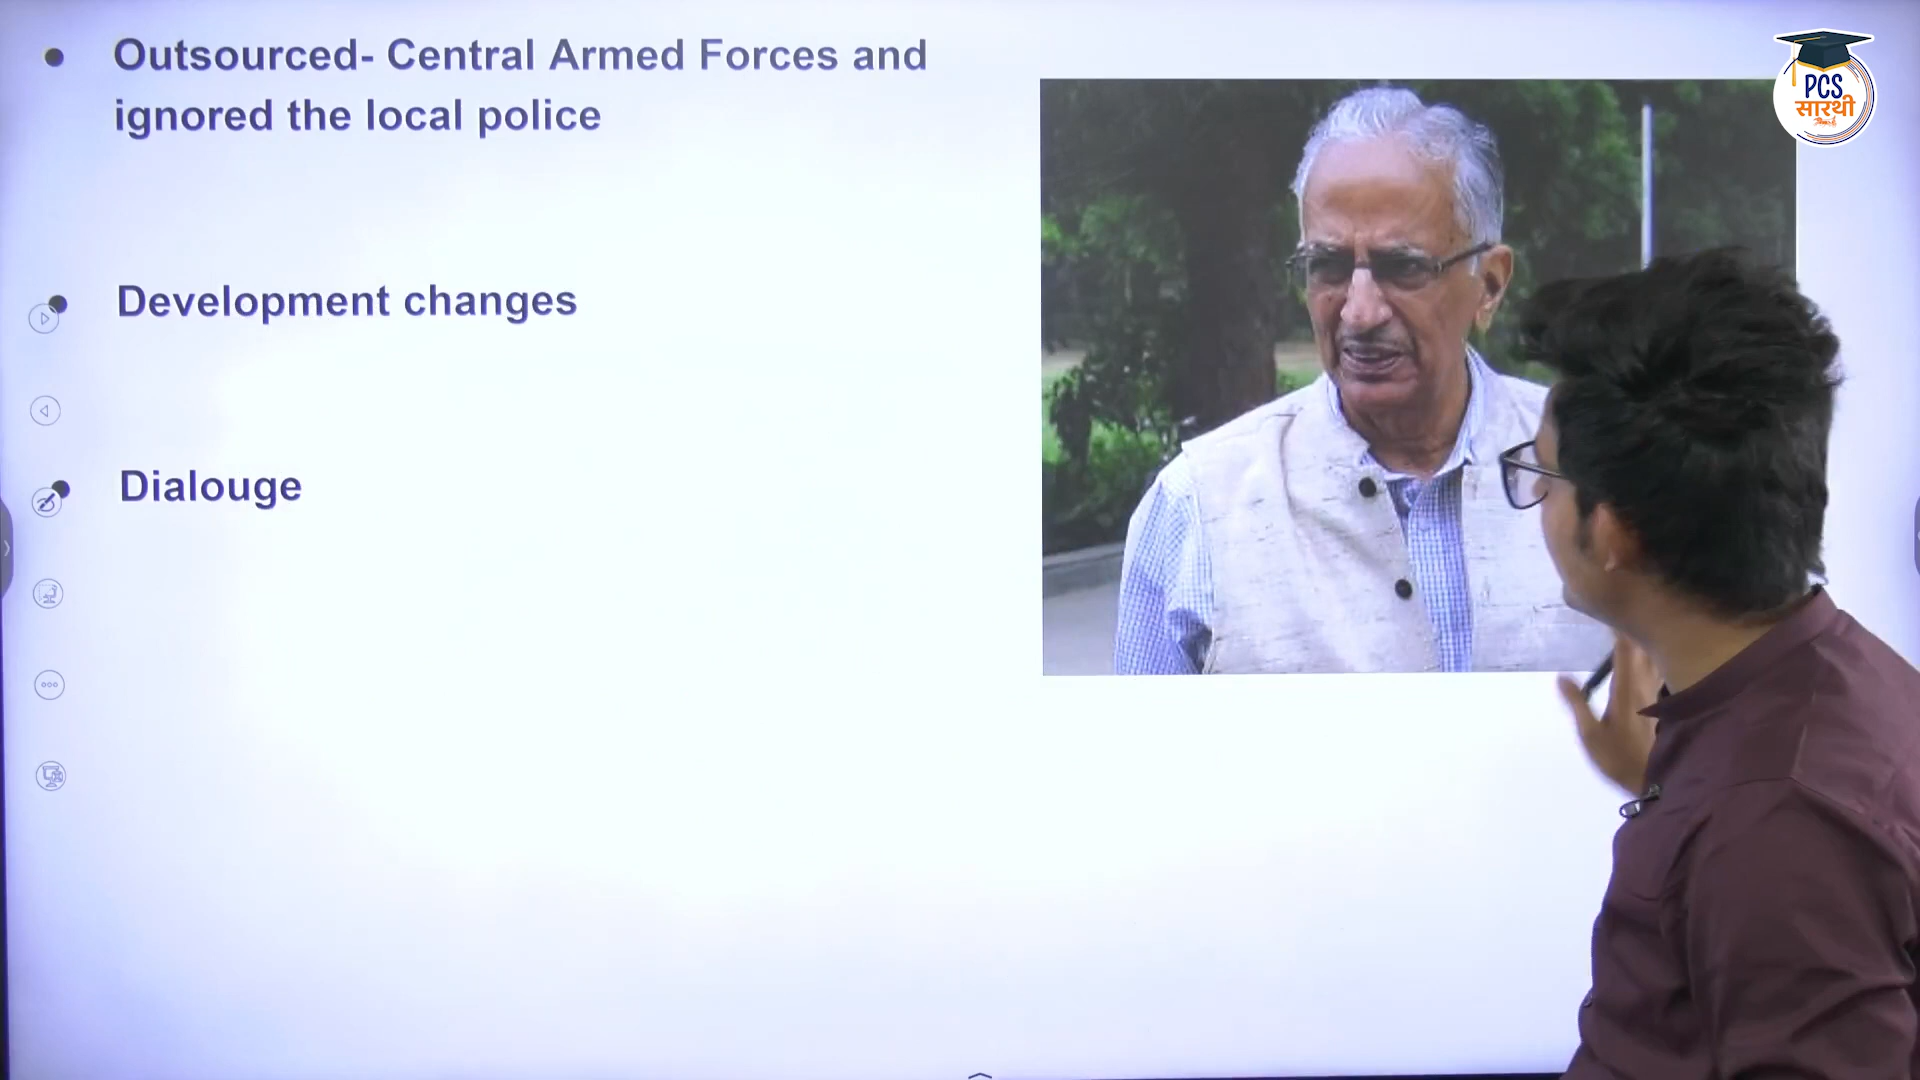 Outsourced- Central Armed Forces and
ignored the local police
Development changes
Dialouge
PCS
सारथी